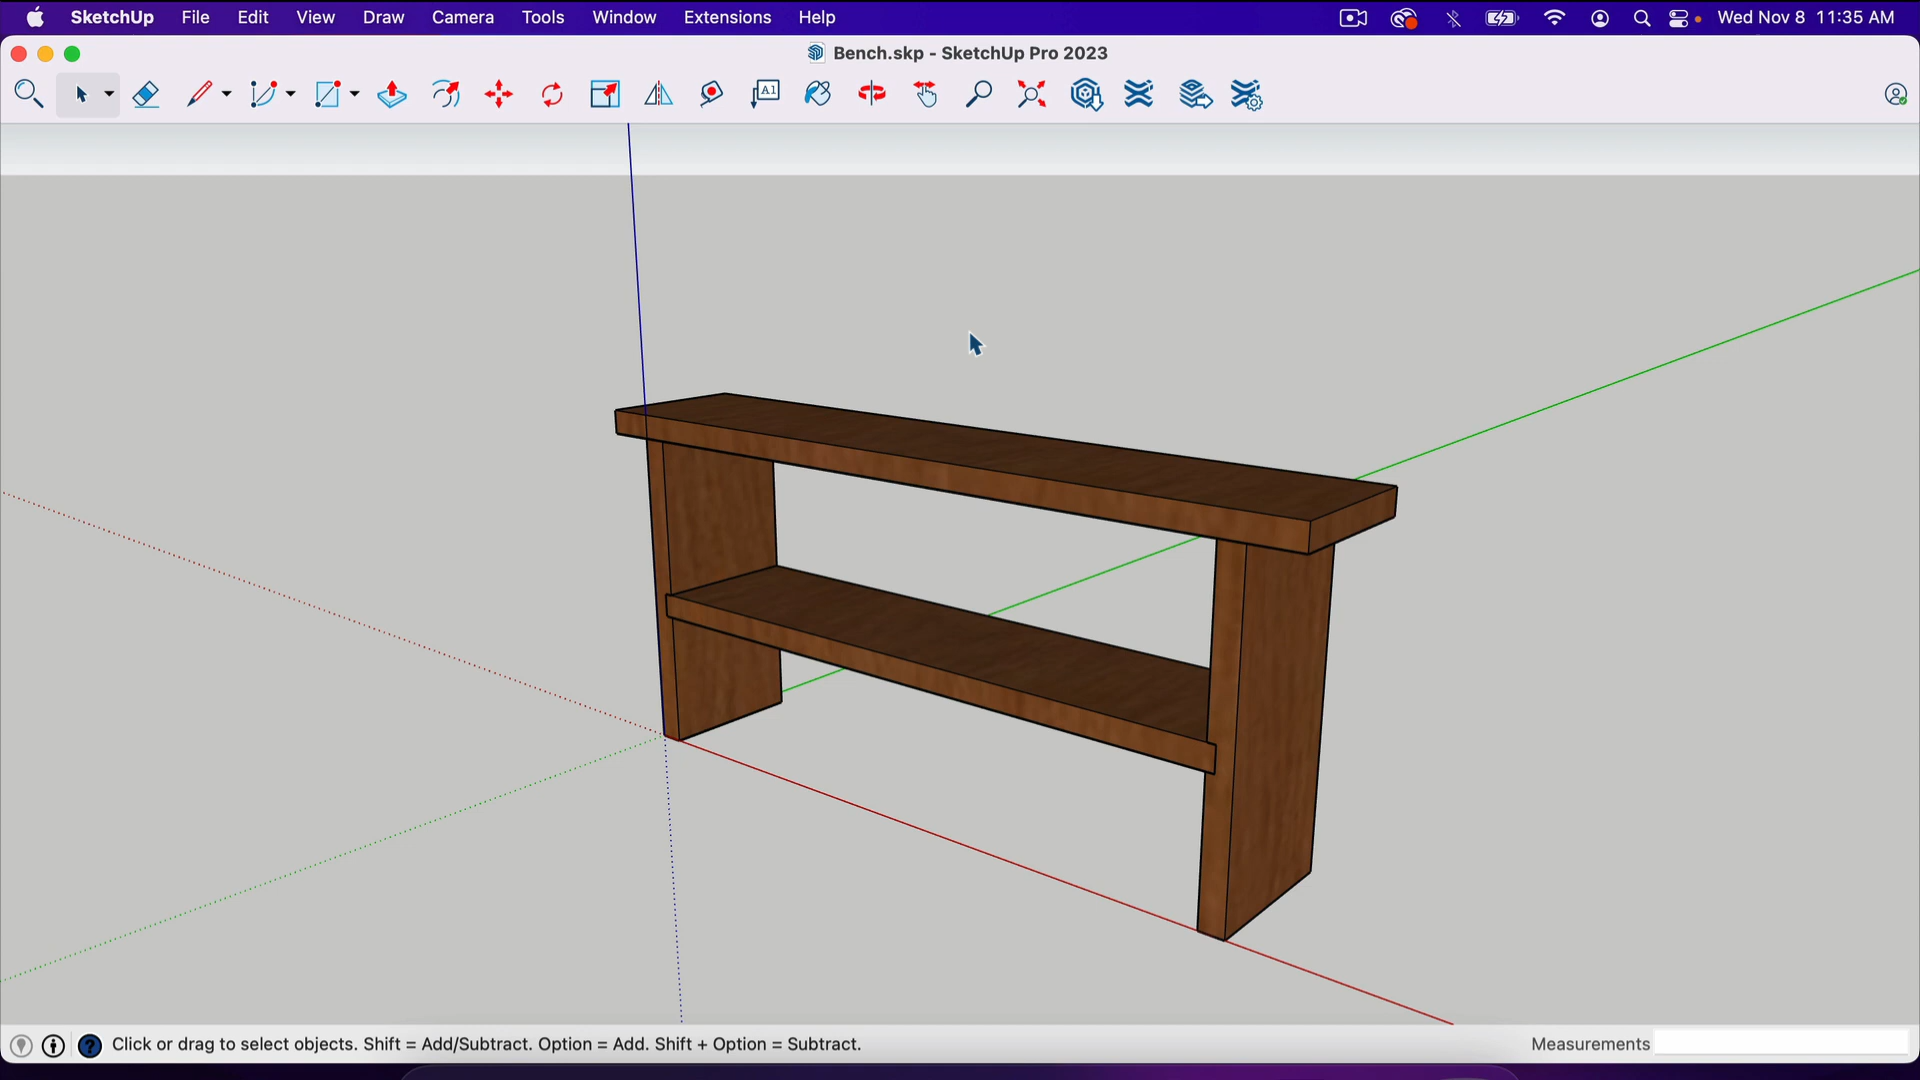 SketchUp File Edit View Draw Camera Tools Window Extensions Help Wed Nov 8 11:35 AM
Bench.skp - SketchUp Pro 2023
A1
Click or drag to select objects. Shift = Add/Subtract. Option = Add. Shift + Option = Subtract. Measurements